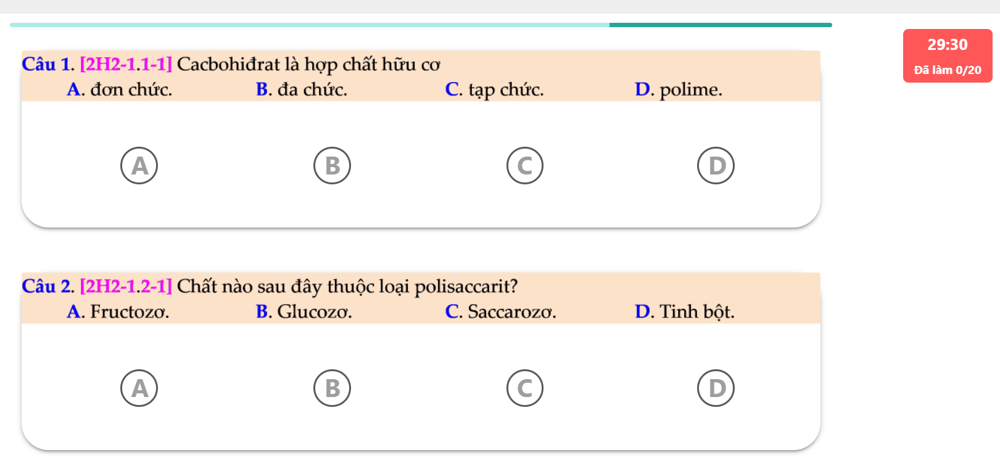 29:30
Đã làm 0/20
Câu 1. [2H2-1.1-1] Cacbohiđrat là hợp chất hữu cơ
A. đơn chức. B. đa chức. C. tạp chức. D. polime.
A B C D
Câu 2. [2H2-1.2-1] Chất nào sau đây thuộc loại polisaccarit?
A. Fructozơ. B. Glucozơ. C. Saccarozơ. D. Tinh bột.
A B C D